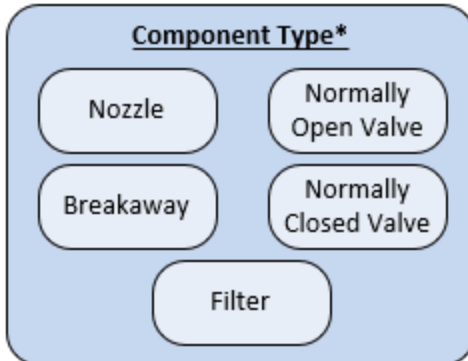 Component Type*
Nozzle
Normally
Open Valve
Breakaway
Normally
Closed Valve
Filter